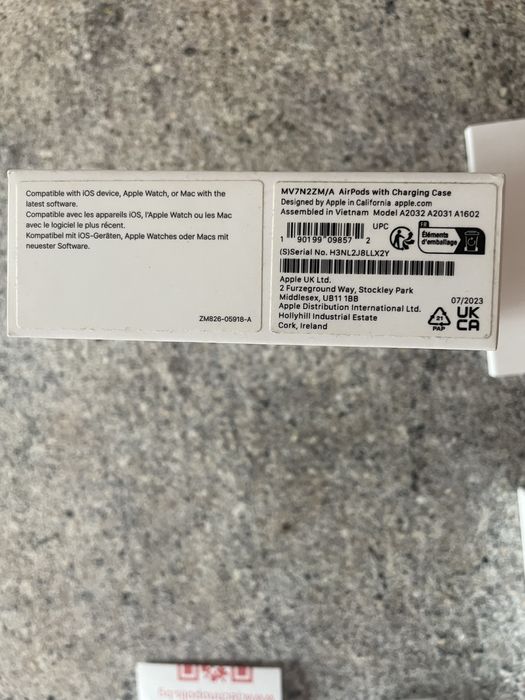 Compatible with iOS device, Apple Watch, or Mac with the
latest software.
Compatible avec les appareils iOS, l'Apple Watch ou les Mac
avec le logiciel le plus récent.
Kompatibel mit iOS-Geräten, Apple Watches oder Macs mit
neuester Software.
ZM826-05918-A
MV7N2ZM/A AirPods with Charging Case
Designed by Apple in California apple.com
Assembled in Vietnam Model A2032 A2031 A1602
1 90199 09857 2
UPC
FR
Éléments
d'emballage
(S)Serial No. H3NL2J8LLX2Y
Apple UK Ltd.
2 Furzeground Way, Stockley Park
Middlesex, UB11 1BB
Apple Distribution International Ltd.
Hollyhill Industrial Estate
Cork, Ireland
07/2023
21
PAP
UK
CA
www.technopolis.bg